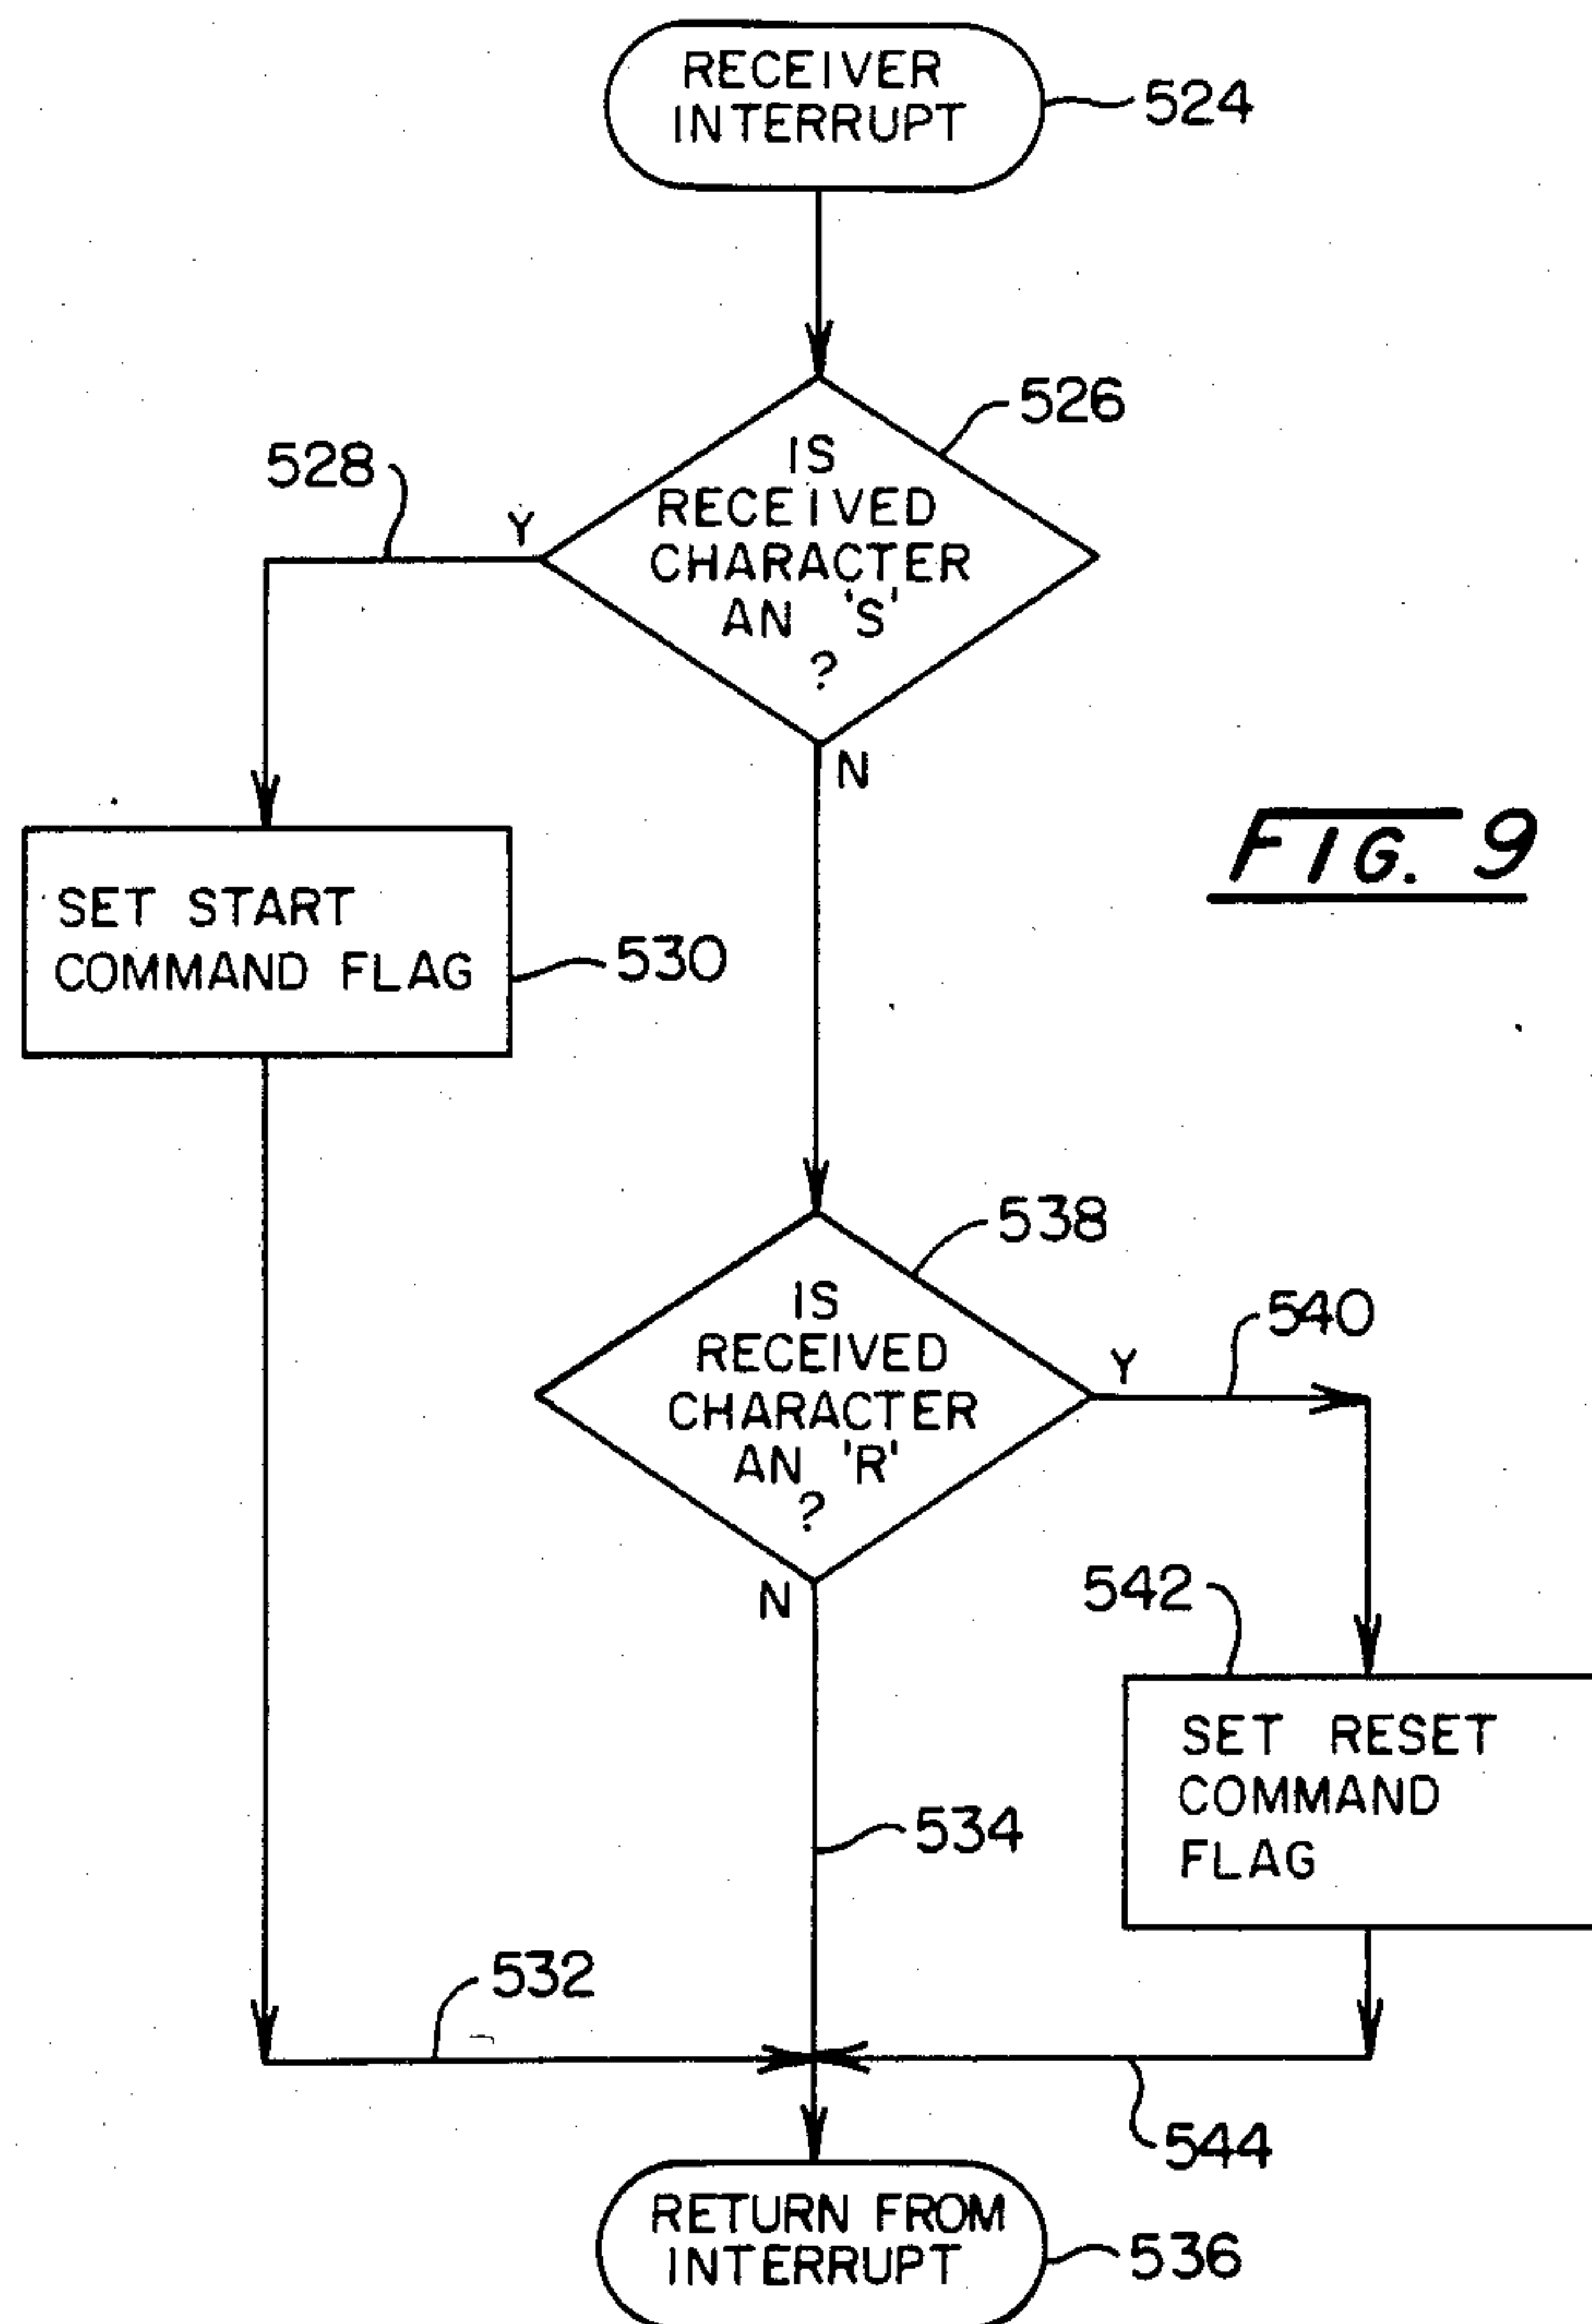 RECEIVER
INTERRUPT
524
526
IS
RECEIVED
CHARACTER
AN 'S'
?
528
Y
N
FIG. 9
SET START
COMMAND FLAG
530
538
IS
RECEIVED
CHARACTER
AN 'R'
?
540
Y
N
542
SET RESET
COMMAND
FLAG
534
532
544
RETURN FROM
INTERRUPT
536